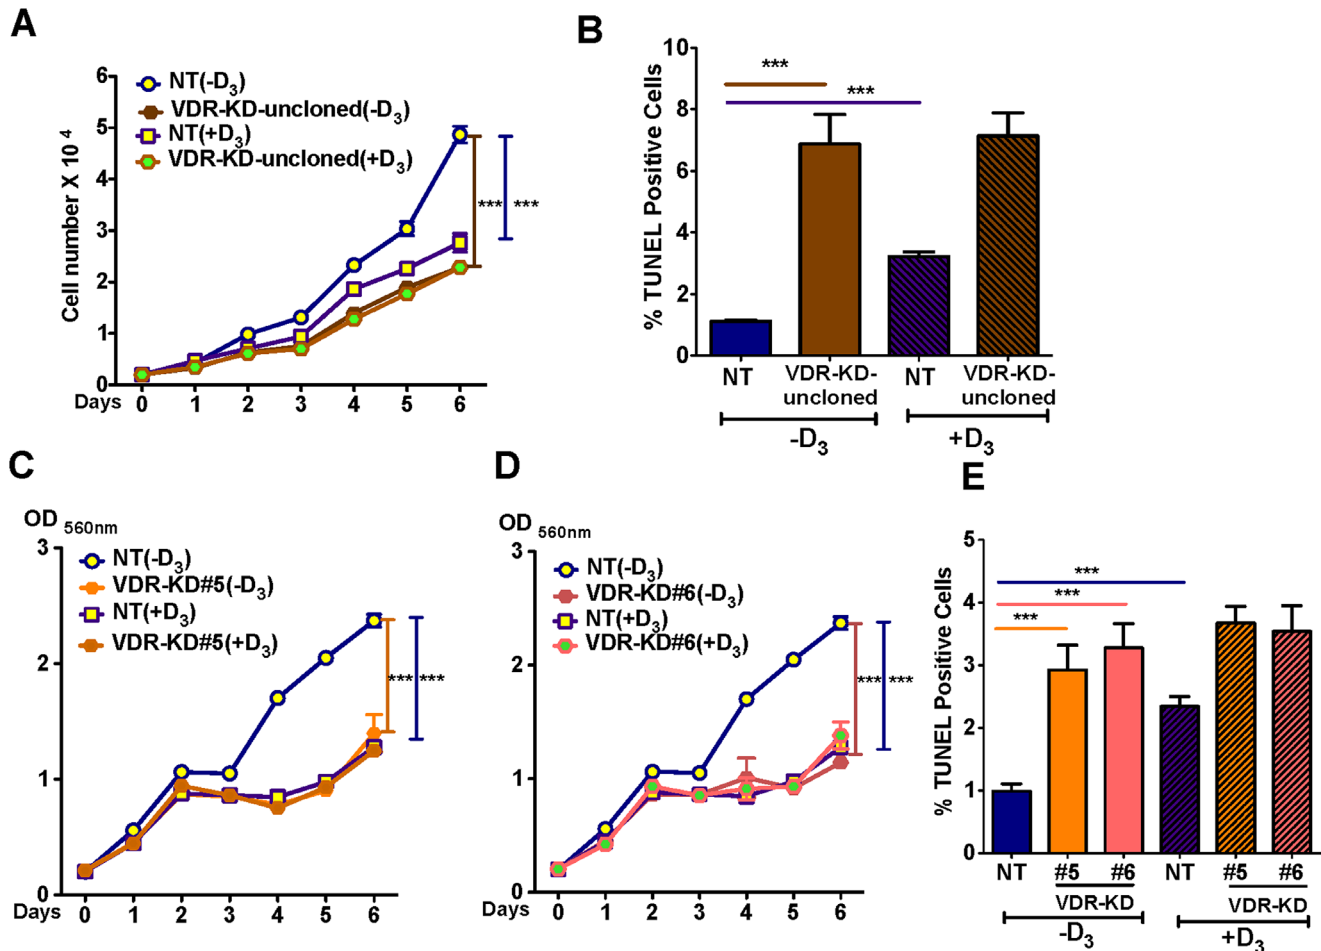 A
6
5
4
3
2
1
0
Cell number X 10 4
NT(-D3)
VDR-KD-uncloned(-D3)
NT(+D3)
VDR-KD-uncloned(+D3)
*** ***
Days
0 1 2 3 4 5 6
B
10
8
6
4
2
0
% TUNEL Positive Cells
***
***
NT VDR-KD-uncloned NT VDR-KD-uncloned
-D3 +D3
C
OD 560nm
3
2
1
0
NT(-D3)
VDR-KD#5(-D3)
NT(+D3)
VDR-KD#5(+D3)
*** ***
Days 0 1 2 3 4 5 6
D
OD 560nm
3
2
1
0
NT(-D3)
VDR-KD#6(-D3)
NT(+D3)
VDR-KD#6(+D3)
*** ***
Days 0 1 2 3 4 5 6
E
5
4
3
2
1
0
% TUNEL Positive Cells
***
***
***
NT #5 #6 NT #5 #6
VDR-KD VDR-KD
-D3 +D3